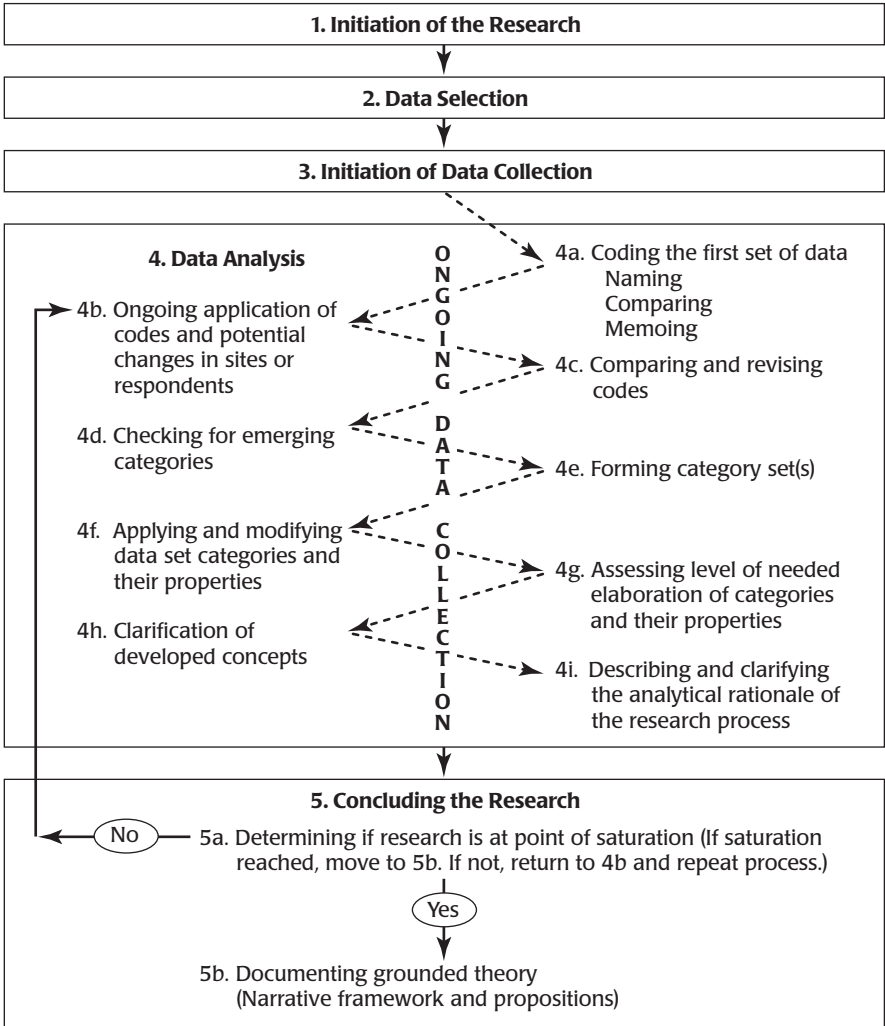 1. Initiation of the Research
2. Data Selection
3. Initiation of Data Collection
4. Data Analysis
ONGOING DATA COLLECTION
4a. Coding the first set of data
Naming
Comparing
Memoing
4b. Ongoing application of
codes and potential
changes in sites or
respondents
4c. Comparing and revising
codes
4d. Checking for emerging
categories
4e. Forming category set(s)
4f. Applying and modifying
data set categories and
their properties
4g. Assessing level of needed
elaboration of categories
and their properties
4h. Clarification of
developed concepts
4i. Describing and clarifying
the analytical rationale of
the research process
5. Concluding the Research
No
5a. Determining if research is at point of saturation (If saturation
reached, move to 5b. If not, return to 4b and repeat process.)
Yes
5b. Documenting grounded theory
(Narrative framework and propositions)